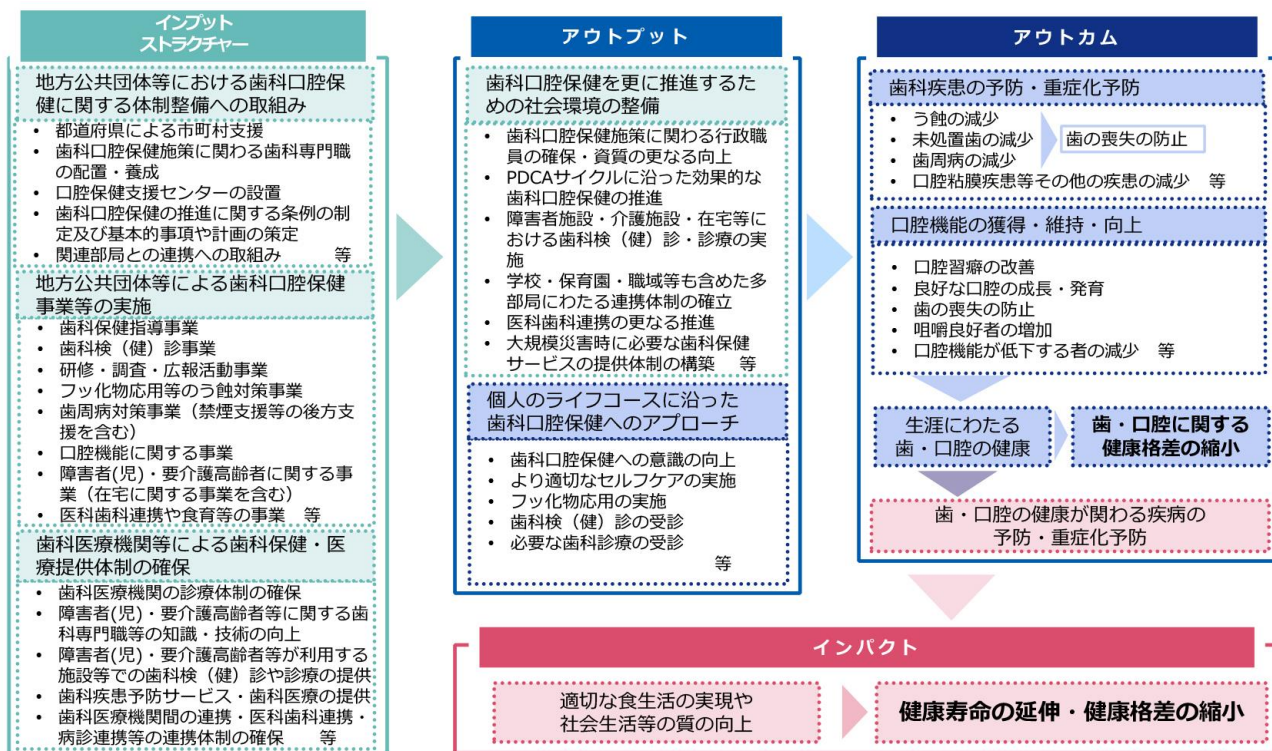 インプット
ストラクチャー
地方公共団体等における歯科口腔保
健に関する体制整備への取組み
• 都道府県による市町村支援
• 歯科口腔保健施策に関わる歯科専門職
の配置・養成
• 口腔保健支援センターの設置
• 歯科口腔保健の推進に関する条例の制
定及び基本的事項や計画の策定
• 関連部局との連携への取組み 等
地方公共団体等による歯科口腔保健
事業等の実施
• 歯科保健指導事業
• 歯科検（健）診事業
• 研修・調査・広報活動事業
• フッ化物応用等のう蝕対策事業
• 歯周病対策事業（禁煙支援等の後方支
援を含む）
• 口腔機能に関する事業
• 障害者(児)・要介護高齢者に関する事
業（在宅に関する事業を含む）
• 医科歯科連携や食育等の事業 等
歯科医療機関等による歯科保健・医
療提供体制の確保
• 歯科医療機関の診療体制の確保
• 障害者(児)・要介護高齢者等に関する歯
科専門職等の知識・技術の向上
• 障害者(児)・要介護高齢者等が利用する
施設等での歯科検（健）診や診療の提供
• 歯科疾患予防サービス・歯科医療の提供
• 歯科医療機関間の連携・医科歯科連携・
病診連携等の連携体制の確保 等
アウトプット
歯科口腔保健を更に推進するた
めの社会環境の整備
• 歯科口腔保健施策に関わる行政職
員の確保・資質の更なる向上
• PDCAサイクルに沿った効果的な
歯科口腔保健の推進
• 障害者施設・介護施設・在宅等に
おける歯科検（健）診・診療の実
施
• 学校・保育園・職域等も含めた多
部局にわたる連携体制の確立
• 医科歯科連携の更なる推進
• 大規模災害時に必要な歯科保健
サービスの提供体制の構築 等
個人のライフコースに沿った
歯科口腔保健へのアプローチ
• 歯科口腔保健への意識の向上
• より適切なセルフケアの実施
• フッ化物応用の実施
• 歯科検（健）診の受診
• 必要な歯科診療の受診
等
アウトカム
歯科疾患の予防・重症化予防
• う蝕の減少
• 未処置歯の減少
• 歯周病の減少
• 口腔粘膜疾患等その他の疾患の減少 等
歯の喪失の防止
口腔機能の獲得・維持・向上
• 口腔習癖の改善
• 良好な口腔の成長・発育
• 歯の喪失の防止
• 咀嚼良好者の増加
• 口腔機能が低下する者の減少 等
生涯にわたる
歯・口腔の健康
歯・口腔に関する
健康格差の縮小
歯・口腔の健康が関わる疾病の
予防・重症化予防
インパクト
適切な食生活の実現や
社会生活等の質の向上
健康寿命の延伸・健康格差の縮小